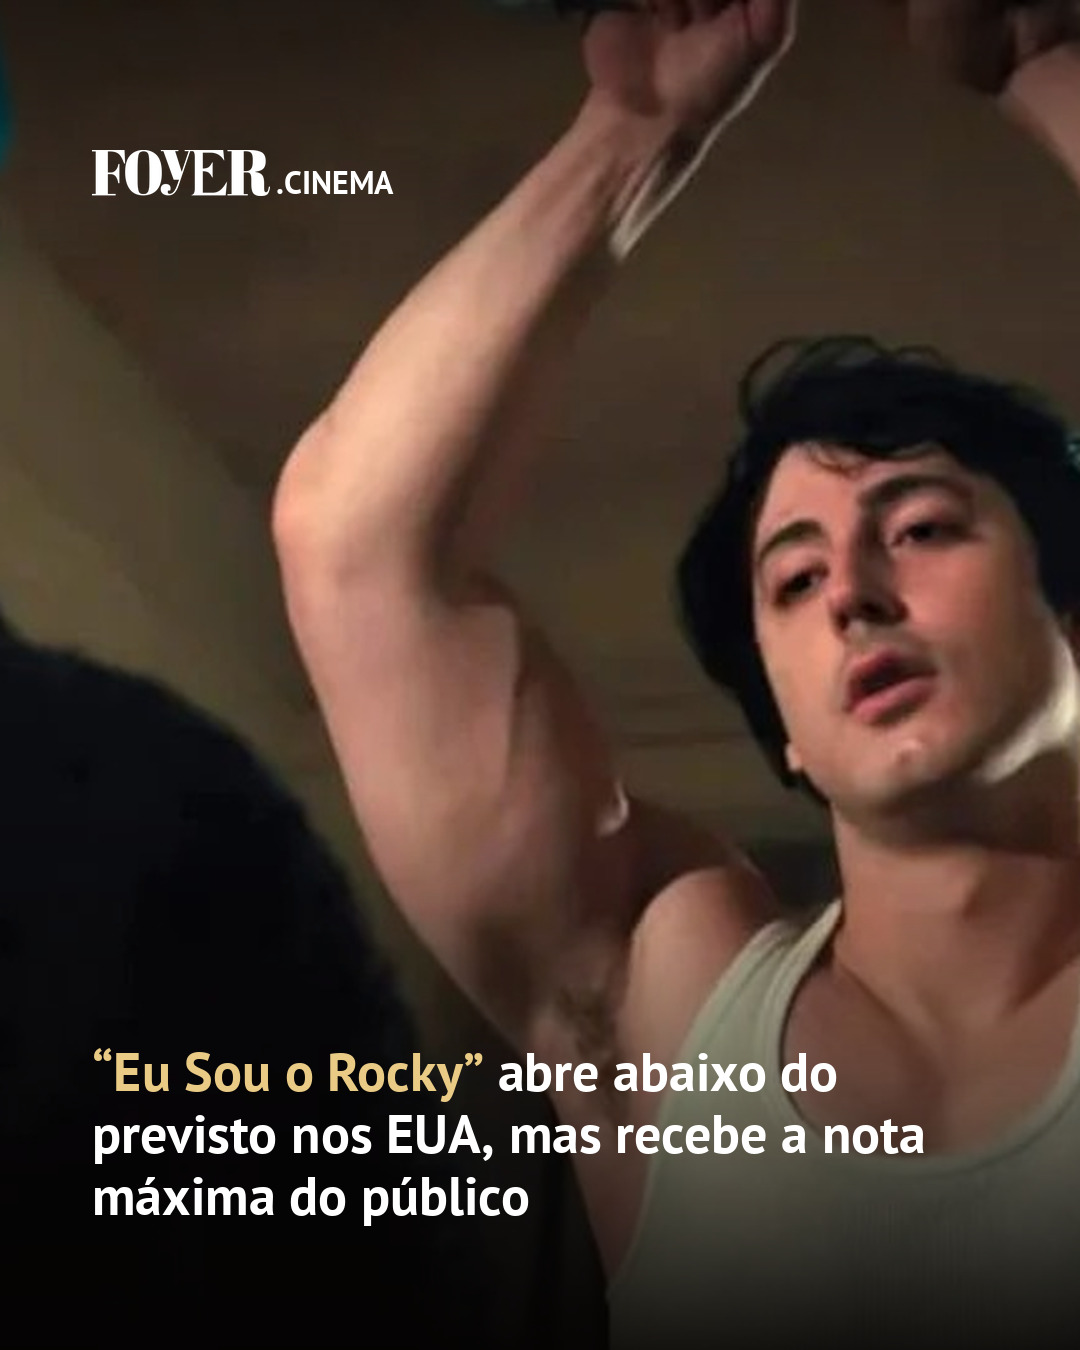 FOYER.CINEMA
“Eu Sou o Rocky” abre abaixo do
previsto nos EUA, mas recebe a nota
máxima do público